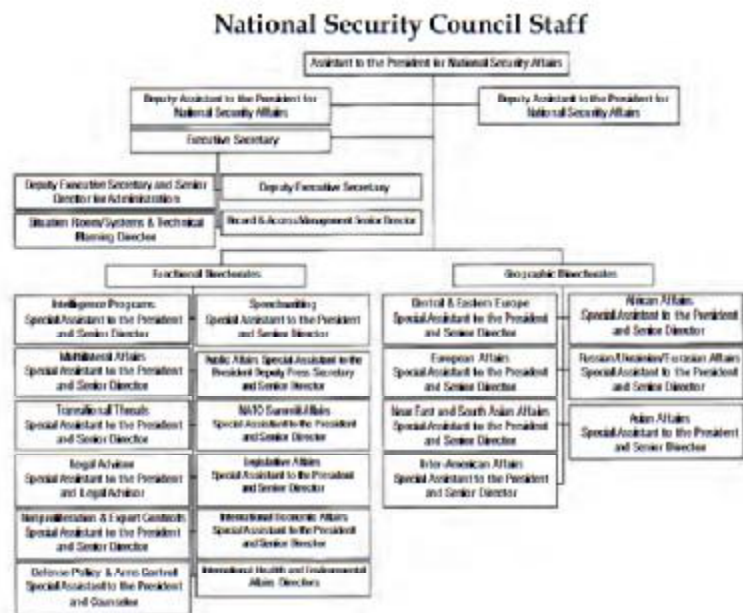 National Security Council Staff
Assistant to the President for National Security Affairs
Deputy Assistant to the President for
National Security Affairs
Deputy Assistant to the President for
National Security Affairs
Executive Secretary
Deputy Executive Secretary and Senior
Director for Administration
Deputy Executive Secretary
Situation Room/Systems & Technical
Planning Director
Record & Access Management Senior Director
Functional Directorates
Geographic Directorates
Intelligence Programs
Special Assistant to the President
and Senior Director
Speechwriting
Special Assistant to the President
and Senior Director
Central & Eastern Europe
Special Assistant to the President
and Senior Director
African Affairs
Special Assistant to the President
and Senior Director
Multilateral Affairs
Special Assistant to the President
and Senior Director
Public Affairs Special Assistant to the
President Deputy Press Secretary
and Senior Director
European Affairs
Special Assistant to the President
and Senior Director
Russian/Ukrainian/Eurasian Affairs
Special Assistant to the President
and Senior Director
Threats
Special Assistant to the President
and Senior Director
NATO Summit Affairs
Special Assistant to the President
and Senior Director
Near East and South Asian Affairs
Special Assistant to the President
and Senior Director
Asian Affairs
Special Assistant to the President
and Senior Director
Legal Advisor
Special Assistant to the President
and Legal Advisor
Legislative Affairs
Special Assistant to the President
and Senior Director
Inter-American Affairs
Special Assistant to the President
and Senior Director
Nonproliferation & Export Controls
Special Assistant to the President
and Senior Director
International Economic Affairs
Special Assistant to the President
and Senior Director
Defense Policy & Arms Control
Special Assistant to the President
and Counselor
International Health and Environmental
Affairs Directors